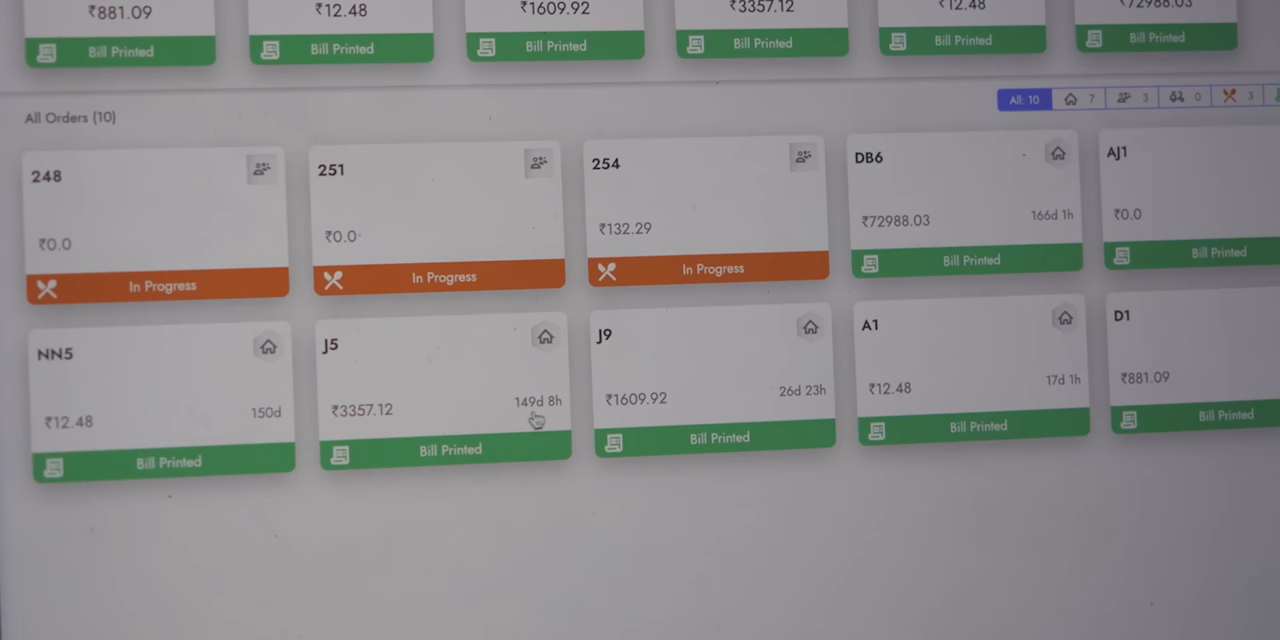 ₹881.09 ₹12.48 ₹1609.92 ₹3357.12 ₹12.48 ₹72988.03
Bill Printed Bill Printed Bill Printed Bill Printed Bill Printed Bill Printed
All Orders (10)
All: 10 7 3 0 3
248 251 254 DB6 AJ1
₹0.0 ₹0.0 ₹132.29 ₹72988.03 166d 1h ₹0.0
In Progress In Progress In Progress Bill Printed Bill Printed
NN5 J5 J9 A1 D1
₹12.48 150d ₹3357.12 149d 8h ₹1609.92 26d 23h ₹12.48 17d 1h ₹881.09
Bill Printed Bill Printed Bill Printed Bill Printed Bill Printed